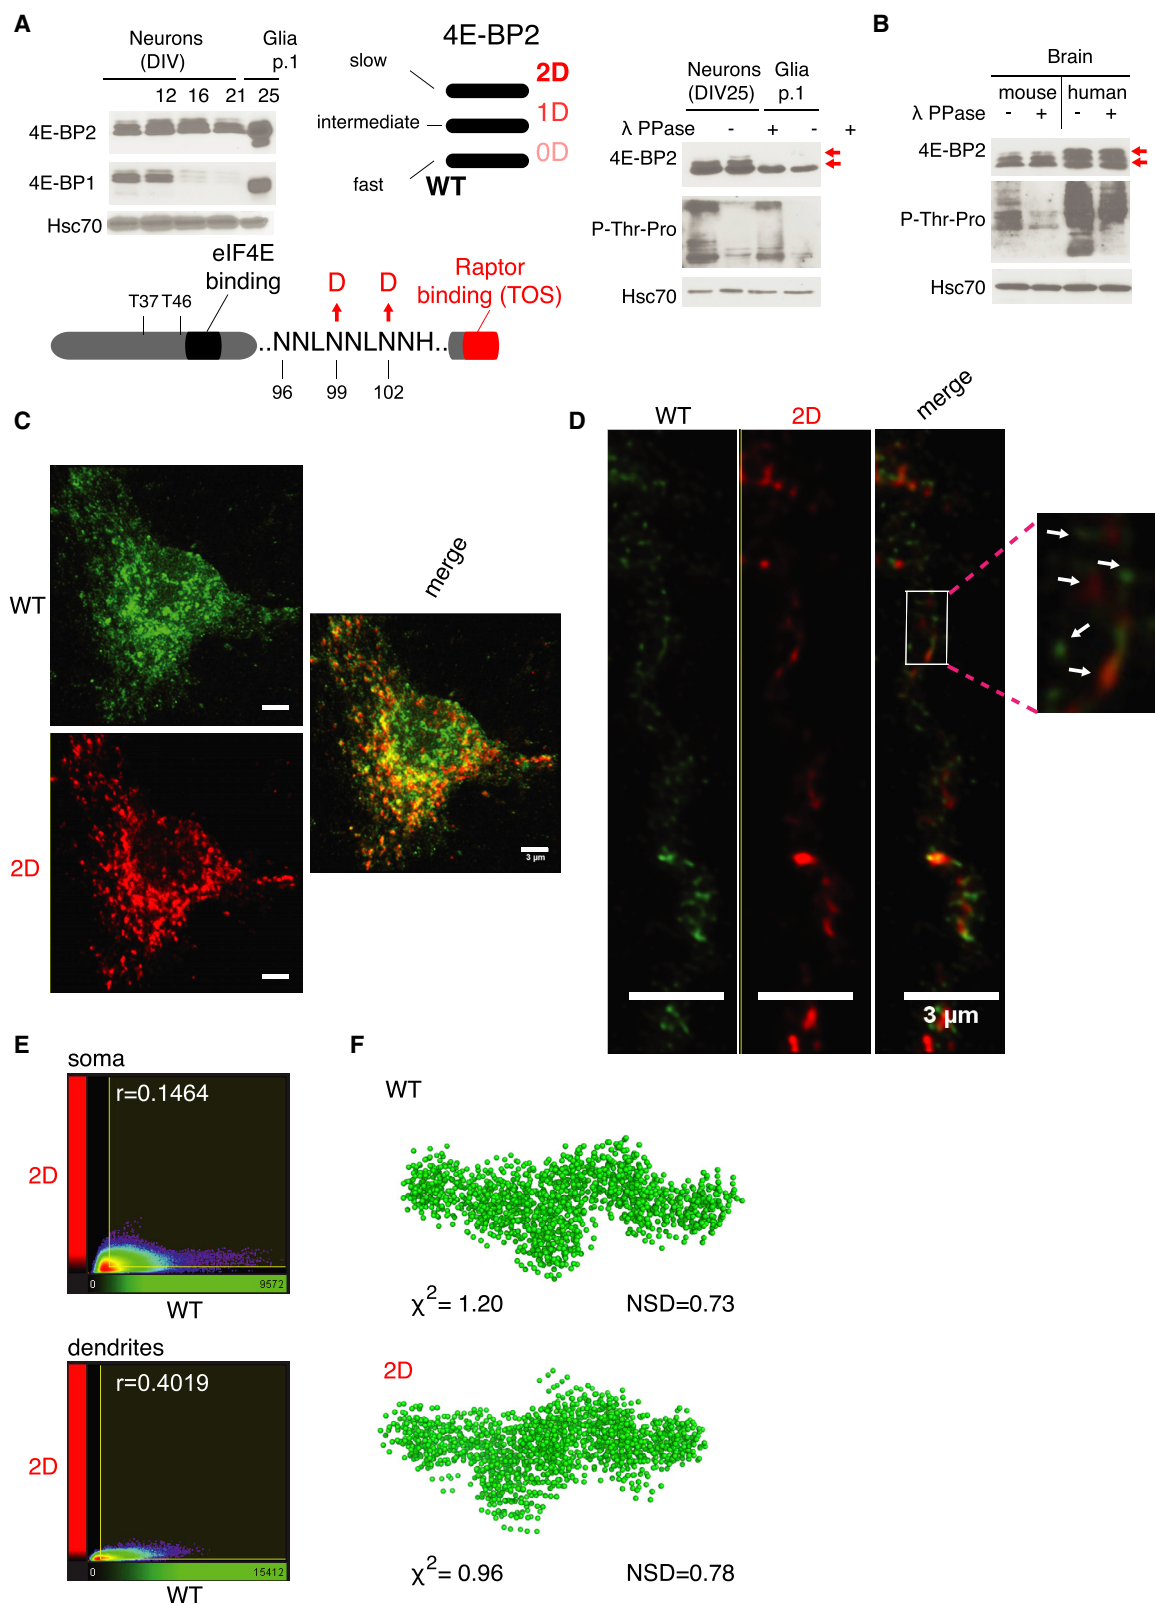 A
Neurons
(DIV)
Glia
p.1
12 16 21 25
4E-BP2
4E-BP1
Hsc70
4E-BP2
slow
2D
intermediate
1D
0D
fast
WT
Neurons
(DIV25)
Glia
p.1
λ PPase - + - +
4E-BP2
P-Thr-Pro
Hsc70
B
Brain
mouse human
λ PPase - + - +
4E-BP2
P-Thr-Pro
Hsc70
eIF4E
binding
T37 T46
D D
Raptor
binding (TOS)
..NNLNNLNNH..
96 99 102
C
WT
2D
merge
3 µm
D
WT
2D
merge
3 µm
E
soma
r=0.1464
2D
0 9572
WT
dendrites
r=0.4019
2D
0 15412
WT
F
WT
χ²= 1.20 NSD=0.73
2D
χ²= 0.96 NSD=0.78